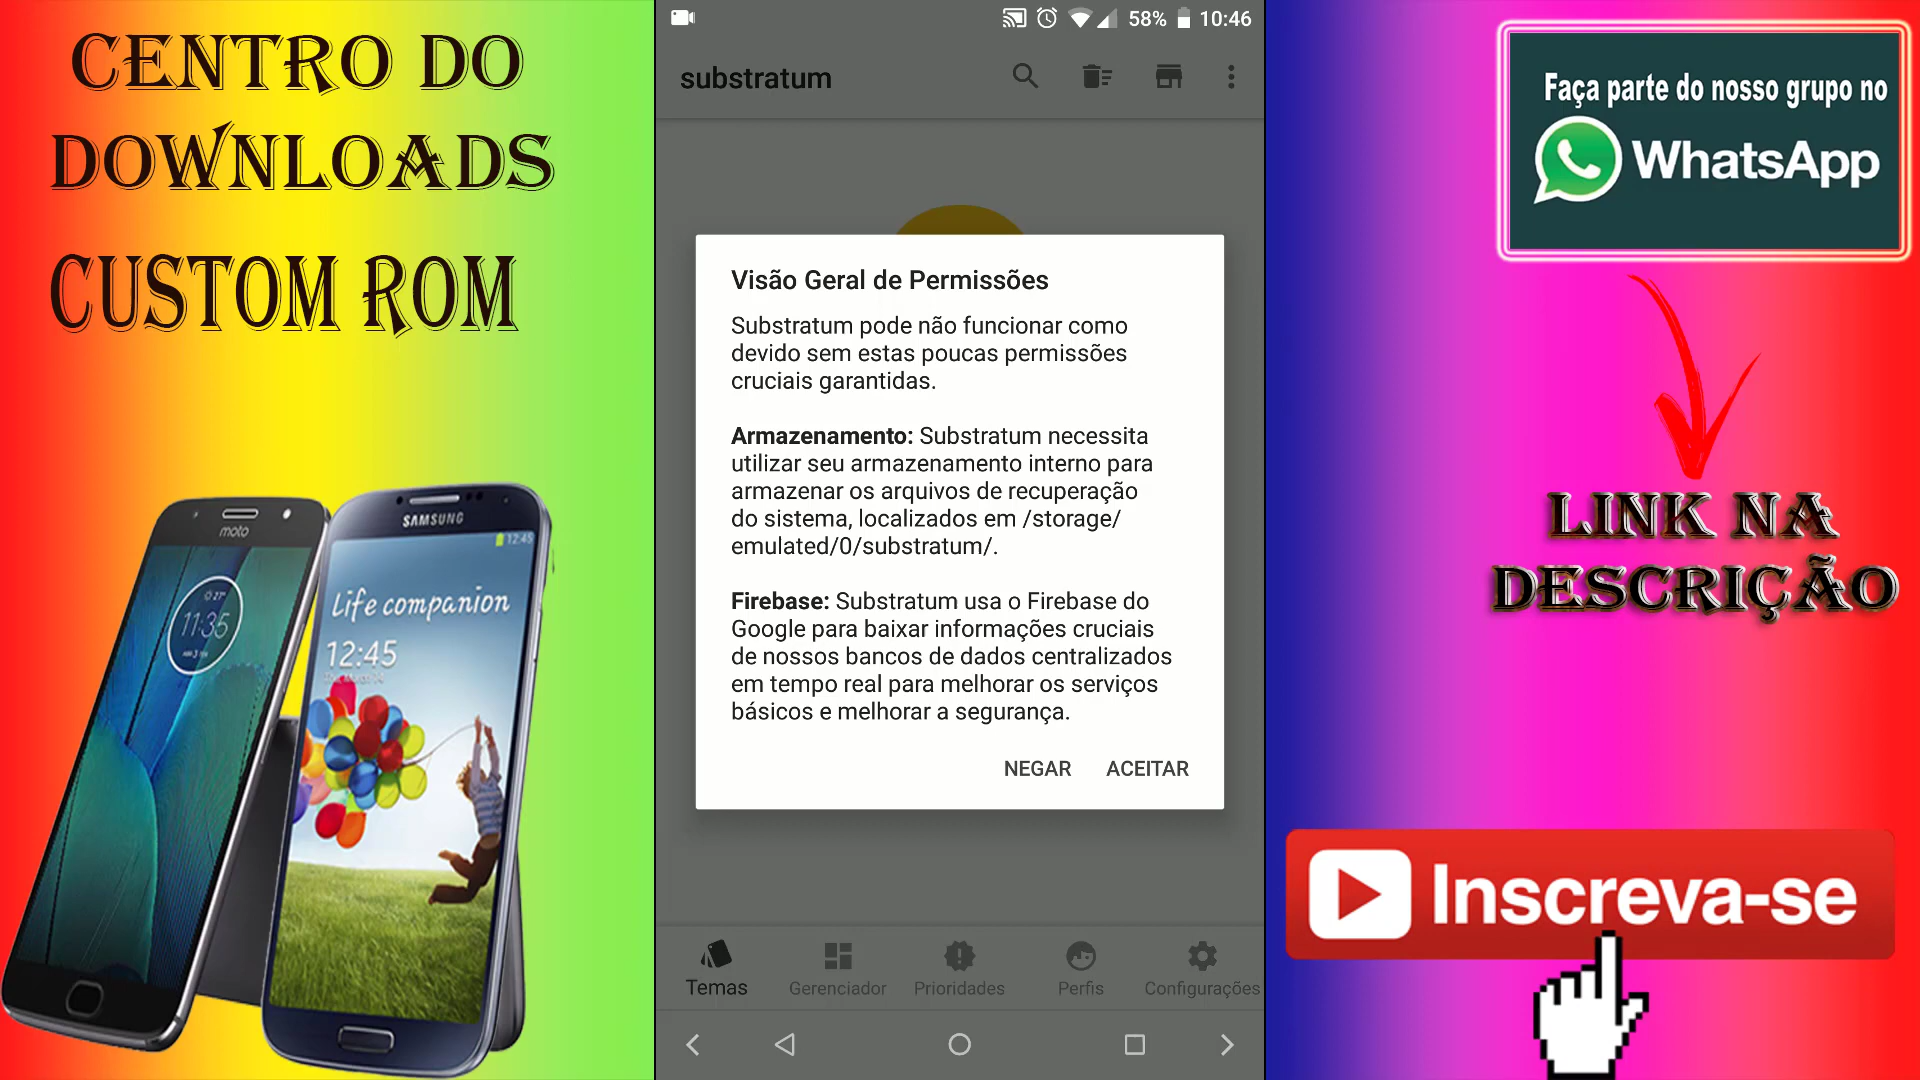 CENTRO DO
DOWNLOADS
CUSTOM ROM
moto
27°
11:35
SAMSUNG
12:45
Life companion
12:45
58% 10:46
substratum
Visão Geral de Permissões
Substratum pode não funcionar como
devido sem estas poucas permissões
cruciais garantidas.
Armazenamento: Substratum necessita
utilizar seu armazenamento interno para
armazenar os arquivos de recuperação
do sistema, localizados em /storage/
emulated/0/substratum/.
Firebase: Substratum usa o Firebase do
Google para baixar informações cruciais
de nossos bancos de dados centralizados
em tempo real para melhorar os serviços
básicos e melhorar a segurança.
NEGAR ACEITAR
Temas Gerenciador Prioridades Perfis Configurações
Faça parte do nosso grupo no
WhatsApp
LINK NA
DESCRIÇÃO
Inscreva-se